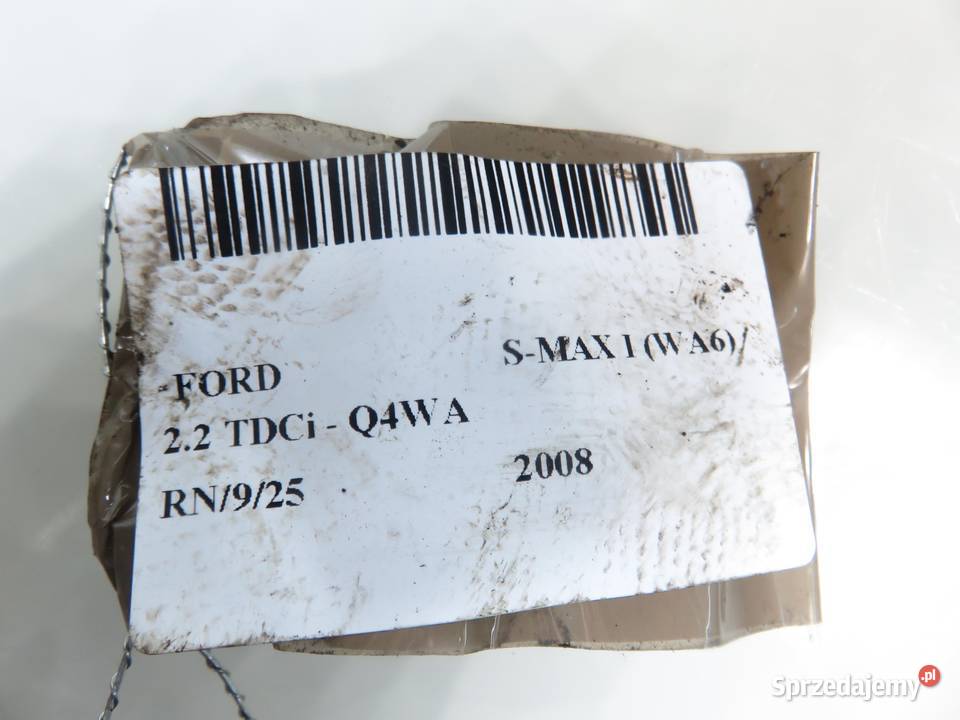 FORD S-MAX I (WA6) /
2.2 TDCi - Q4WA
RN/9/25 2008
Sprzedajemy.pl